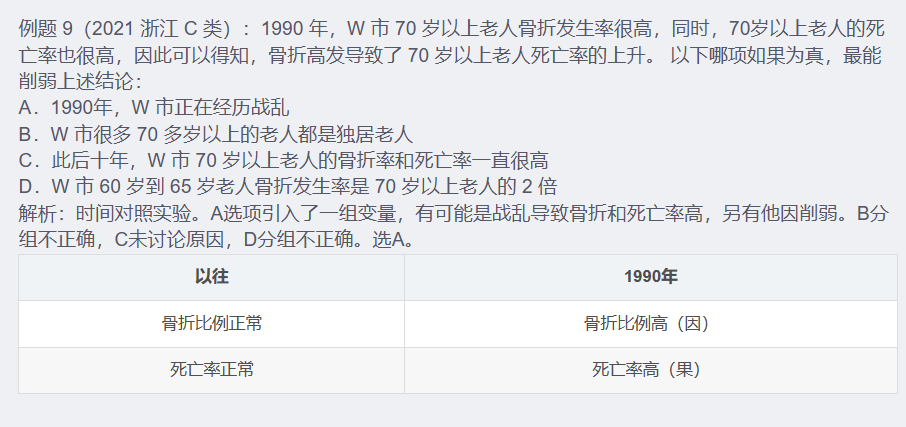 例题 9（2021 浙江 C 类）：1990 年，W 市 70 岁以上老人骨折发生率很高，同时，70岁以上老人的死
亡率也很高，因此可以得知，骨折高发导致了 70 岁以上老人死亡率的上升。 以下哪项如果为真，最能
削弱上述结论：
A．1990年，W 市正在经历战乱
B．W 市很多 70 多岁以上的老人都是独居老人
C．此后十年，W 市 70 岁以上老人的骨折率和死亡率一直很高
D．W 市 60 岁到 65 岁老人骨折发生率是 70 岁以上老人的 2 倍
解析：时间对照实验。A选项引入了一组变量，有可能是战乱导致骨折和死亡率高，另有他因削弱。B分
组不正确，C未讨论原因，D分组不正确。选A。
以往 1990年
骨折比例正常 骨折比例高（因）
死亡率正常 死亡率高（果）